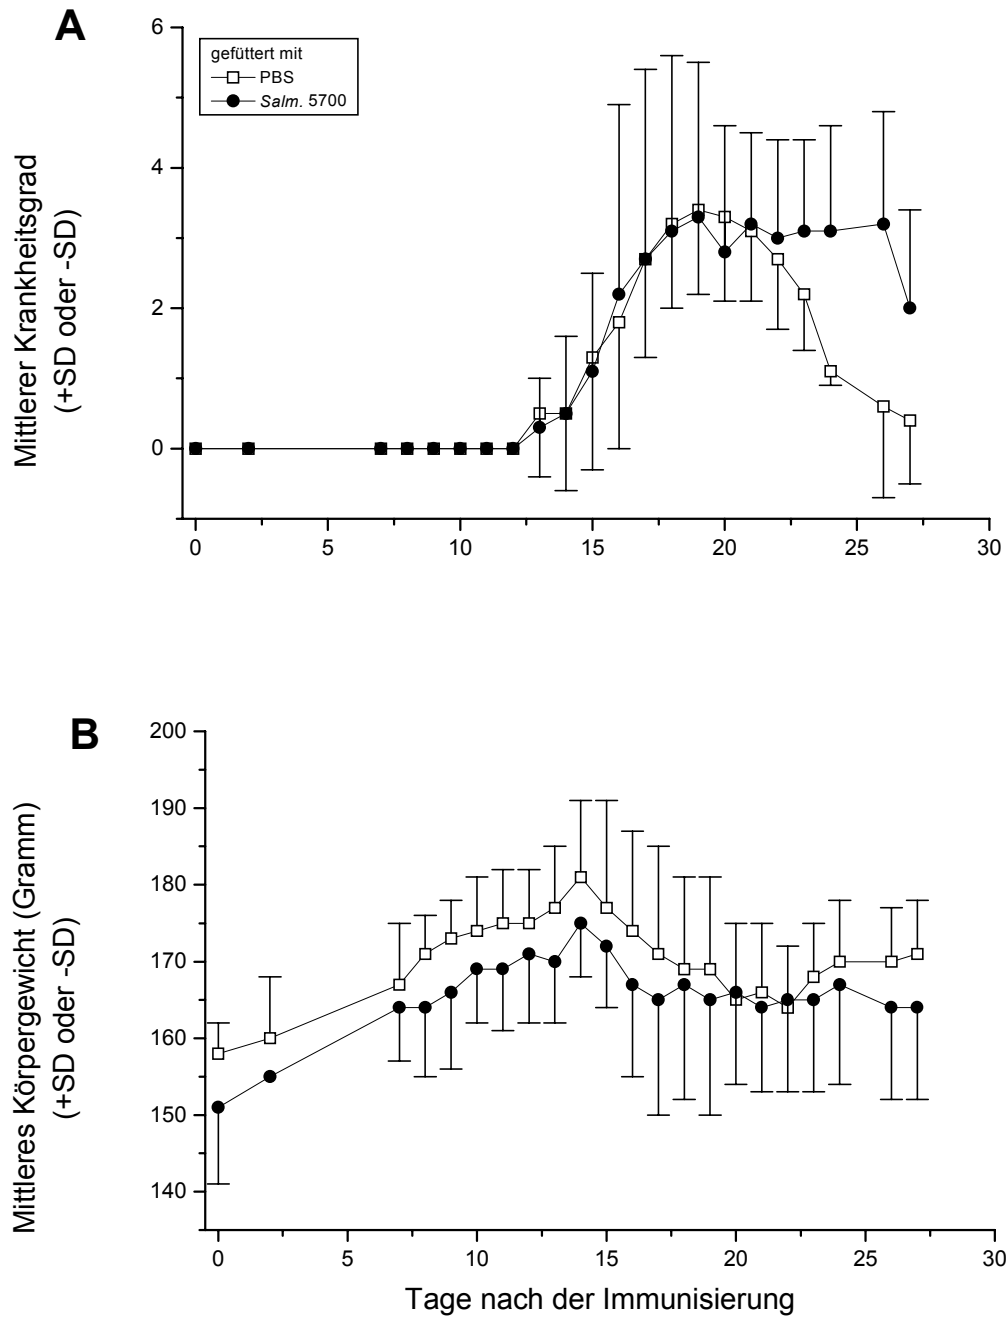 A
gefüttert mit
PBS
Salm. 5700
Mittlerer Krankheitsgrad
(+SD oder -SD)
6
4
2
0
0 5 10 15 20 25 30
B
Mittleres Körpergewicht (Gramm)
(+SD oder -SD)
200
190
180
170
160
150
140
0 5 10 15 20 25 30
Tage nach der Immunisierung